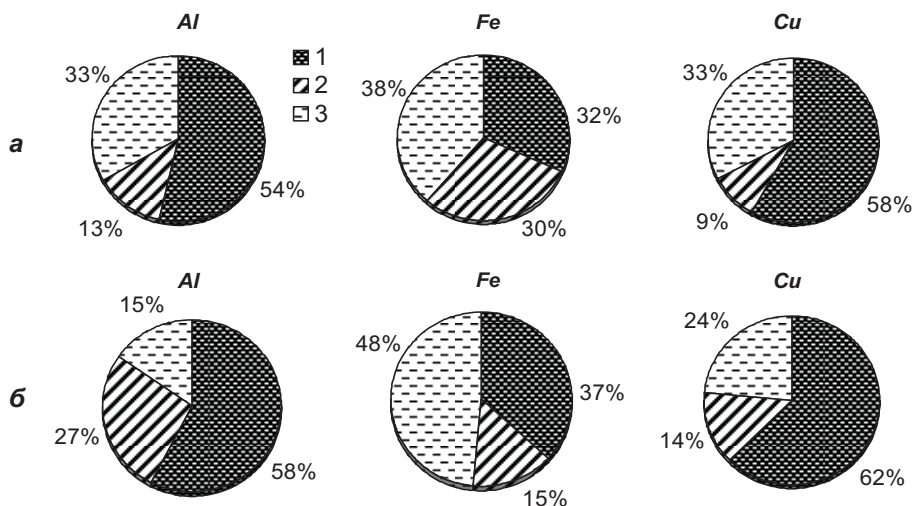 Al Fe Cu
33% 1 38% 33%
2
3
а 32%
54% 58%
13% 30% 9%
Al Fe Cu
15% 24%
48%
б 37%
27% 14%
58% 15% 62%